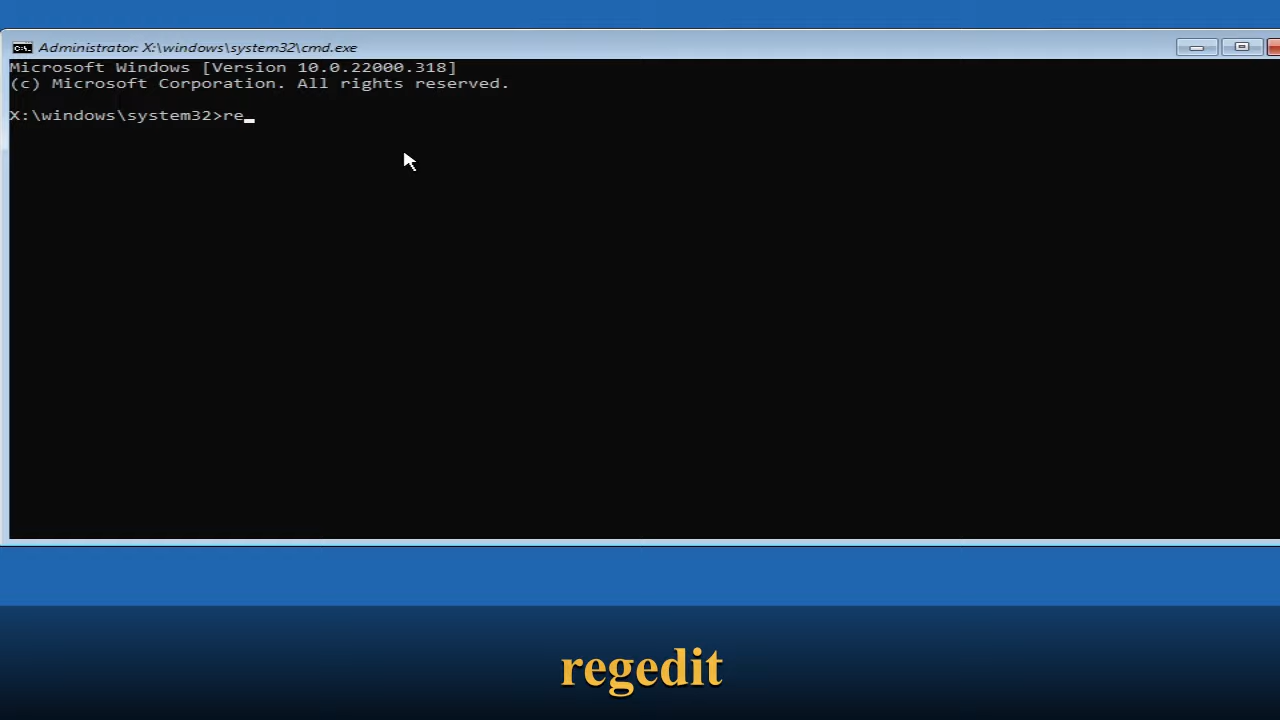 Administrator: X:\windows\system32\cmd.exe
Microsoft Windows [Version 10.0.22000.318]
(c) Microsoft Corporation. All rights reserved.
X:\windows\system32>re_
regedit